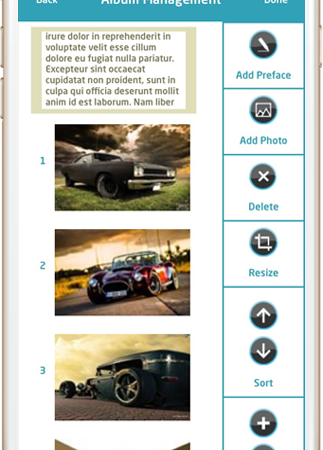 Back Album Management Done
irure dolor in reprehenderit in
voluptate velit esse cillum
dolore eu fugiat nulla pariatur.
Excepteur sint occaecat
cupidatat non proident, sunt in
culpa qui officia deserunt mollit
anim id est laborum. Nam liber
Add Preface
Add Photo
1
Delete
2
Resize
3
Sort